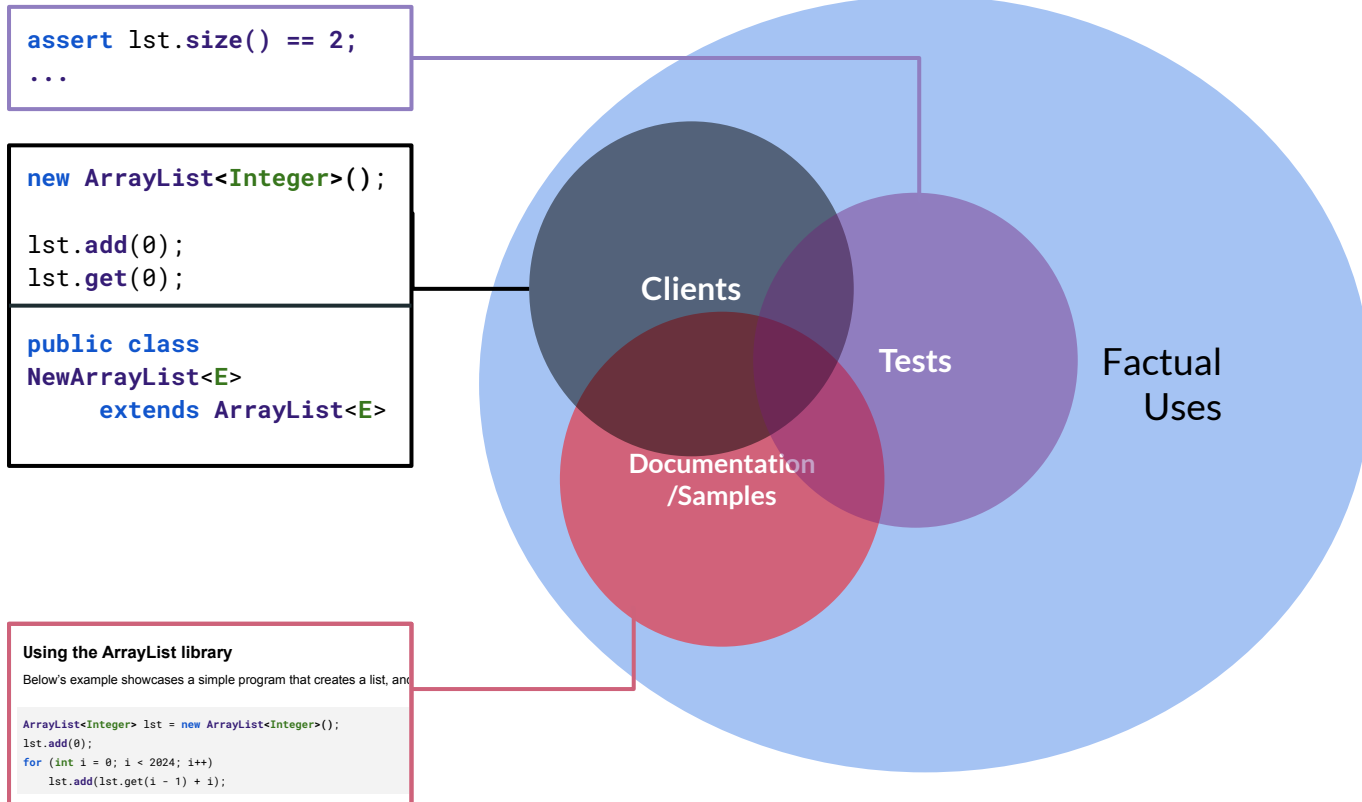 assert lst.size() == 2;
...
new ArrayList<Integer>();
lst.add(0);
lst.get(0);
public class
NewArrayList<E>
extends ArrayList<E>
Clients
Tests
Factual
Uses
Documentation
/Samples
Using the ArrayList library
Below's example showcases a simple program that creates a list, and
ArrayList<Integer> lst = new ArrayList<Integer>();
lst.add(0);
for (int i = 0; i < 2024; i++)
lst.add(lst.get(i - 1) + i);